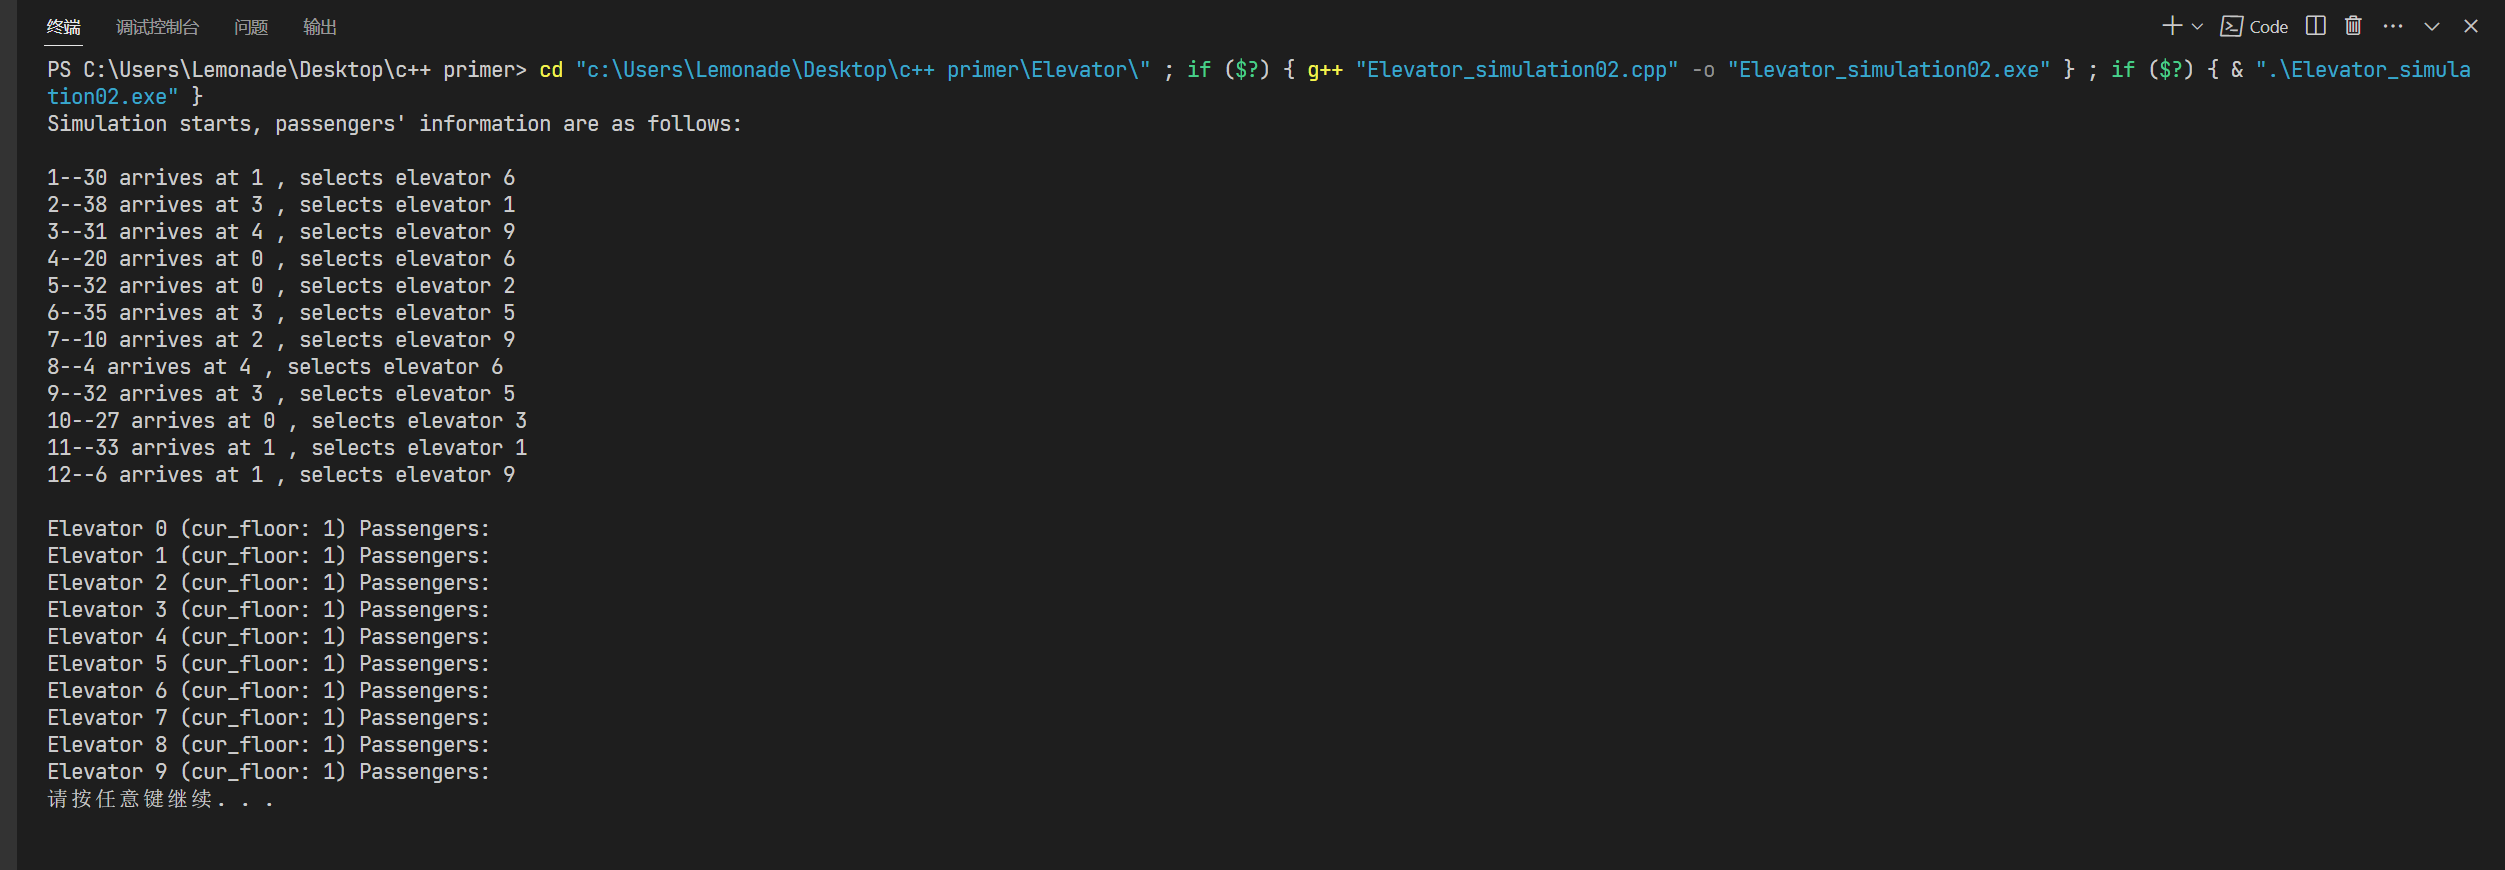 终端 调试控制台 问题 输出 Code
PS C:\Users\Lemonade\Desktop\c++ primer> cd "c:\Users\Lemonade\Desktop\c++ primer\Elevator\" ; if ($?) { g++ "Elevator_simulation02.cpp" -o "Elevator_simulation02.exe" } ; if ($?) { & ".\Elevator_simula
tion02.exe" }
Simulation starts, passengers' information are as follows:

1--30 arrives at 1 , selects elevator 6
2--38 arrives at 3 , selects elevator 1
3--31 arrives at 4 , selects elevator 9
4--20 arrives at 0 , selects elevator 6
5--32 arrives at 0 , selects elevator 2
6--35 arrives at 3 , selects elevator 5
7--10 arrives at 2 , selects elevator 9
8--4 arrives at 4 , selects elevator 6
9--32 arrives at 3 , selects elevator 5
10--27 arrives at 0 , selects elevator 3
11--33 arrives at 1 , selects elevator 1
12--6 arrives at 1 , selects elevator 9

Elevator 0 (cur_floor: 1) Passengers:
Elevator 1 (cur_floor: 1) Passengers:
Elevator 2 (cur_floor: 1) Passengers:
Elevator 3 (cur_floor: 1) Passengers:
Elevator 4 (cur_floor: 1) Passengers:
Elevator 5 (cur_floor: 1) Passengers:
Elevator 6 (cur_floor: 1) Passengers:
Elevator 7 (cur_floor: 1) Passengers:
Elevator 8 (cur_floor: 1) Passengers:
Elevator 9 (cur_floor: 1) Passengers:
请按任意键继续. . .